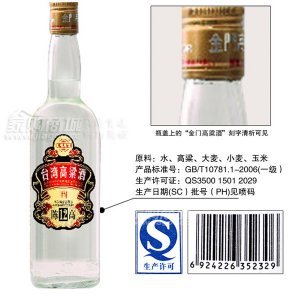 金门高
瓶盖上的“金门高粱酒”刻字清晰可见
台湾高粱酒
陈12高
原料：水、高粱、大麦、小麦、玉米
产品标准号：GB/T10781.1-2006(一级)
生产许可证：QS3500 1501 2029
生产日期(SC) 批号 (PH)见喷码
生产许可
6 924226 352329